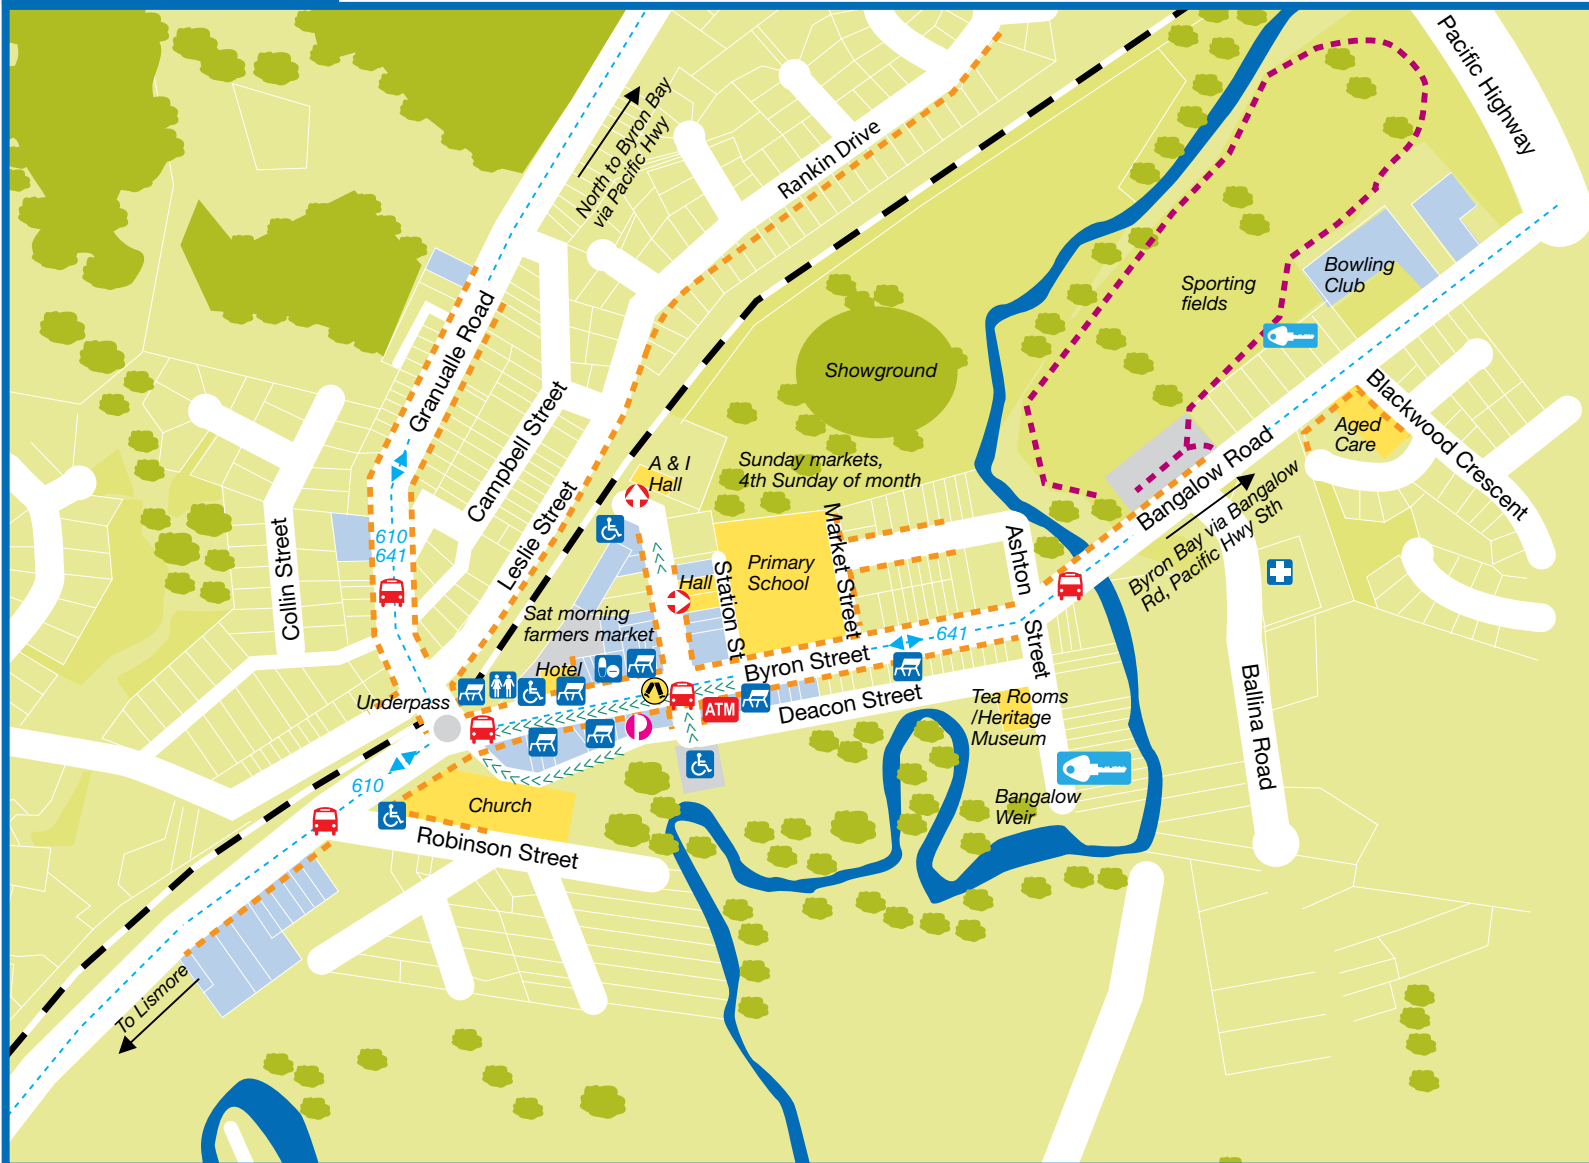 Pacific Highway
North to Byron Bay
via Pacific Hwy
Rankin Drive
Bowling
Club
Sporting
fields
Granualle Road
Showground
Blackwood Crescent
Aged
Care
Campbell Street
A & I
Hall
Sunday markets,
4th Sunday of month
Bangalow Road
Byron Bay via Bangalow
Rd, Pacific Hwy Sth
Leslie Street
Market Street
Ashton
Street
610
641
Collin Street
Primary
School
Hall
Station St
Sat morning
farmers market
641
Hotel
Byron Street
Underpass
ATM
Deacon Street
Tea Rooms
/Heritage
Museum
Ballina Road
610
Church
Bangalow
Weir
Robinson Street
To Lismore